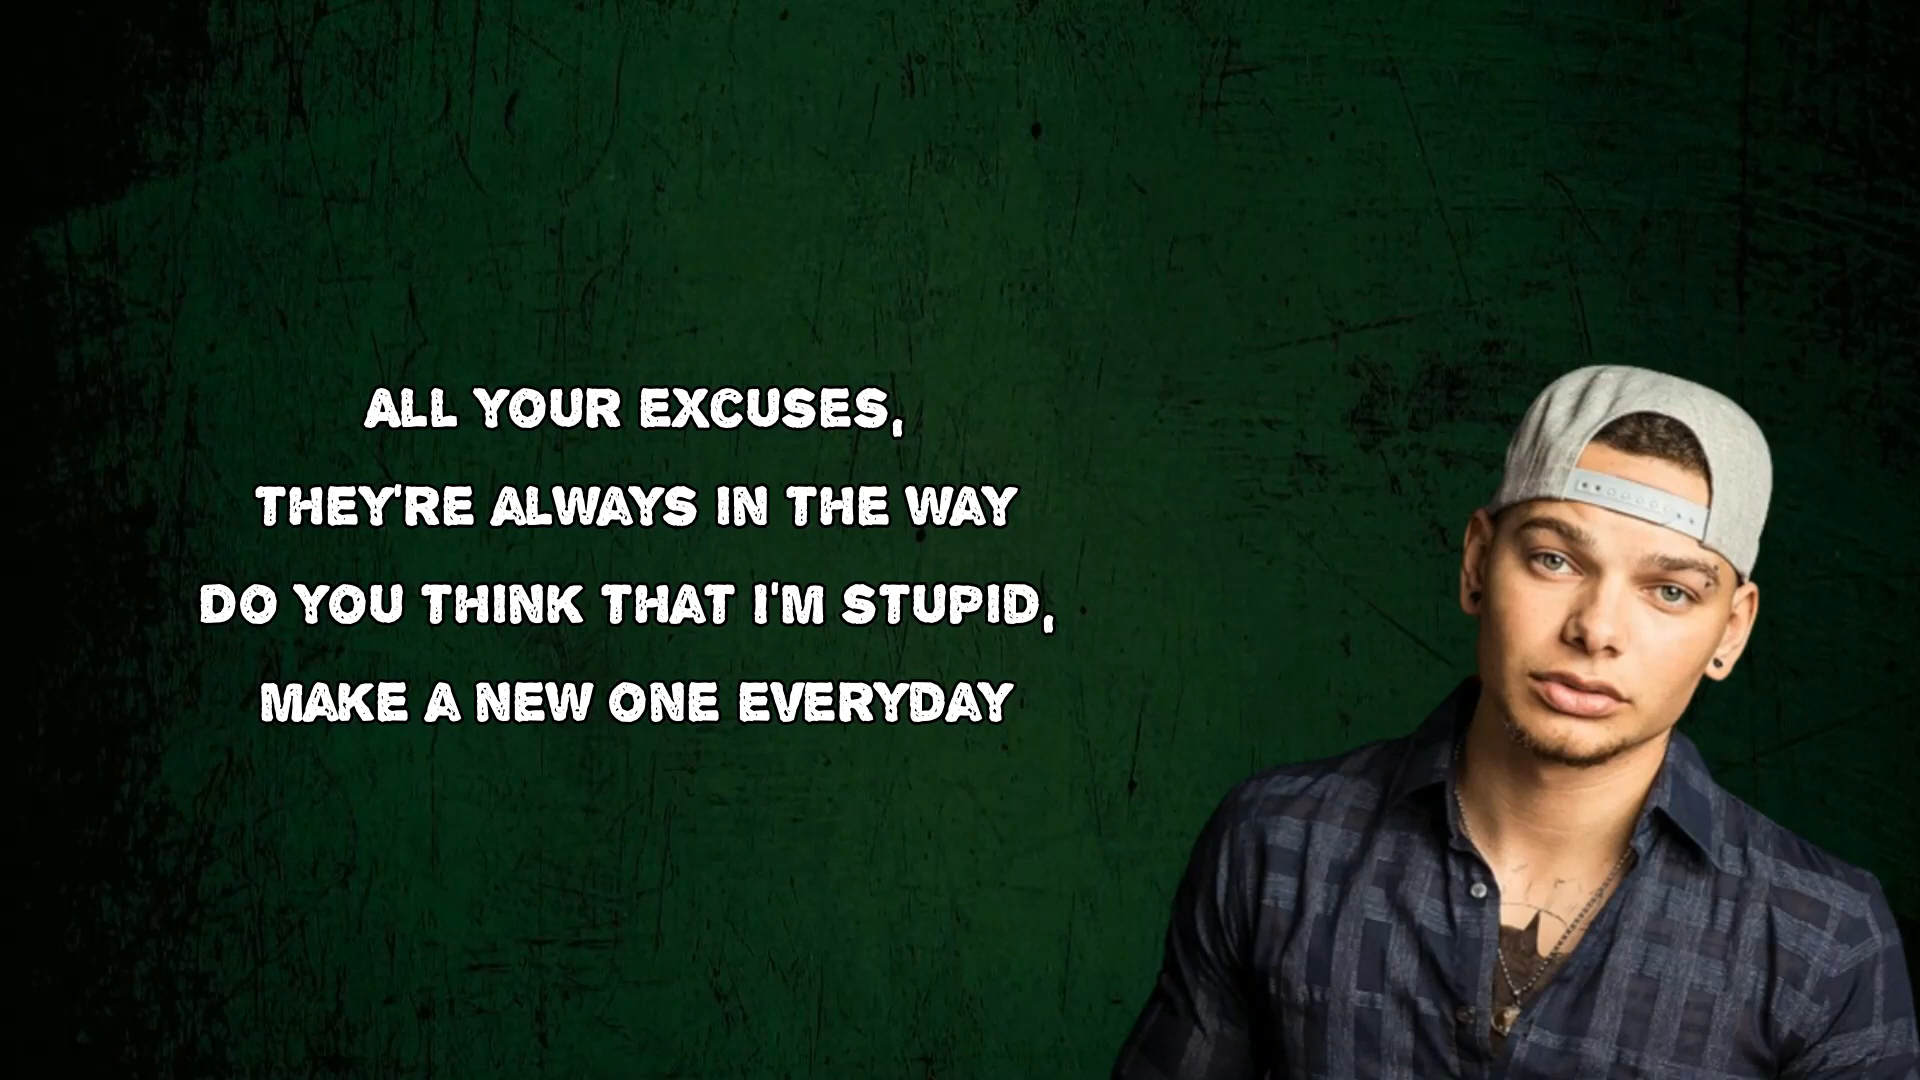 ALL YOUR EXCUSES,
THEY'RE ALWAYS IN THE WAY
DO YOU THINK THAT I'M STUPID,
MAKE A NEW ONE EVERYDAY